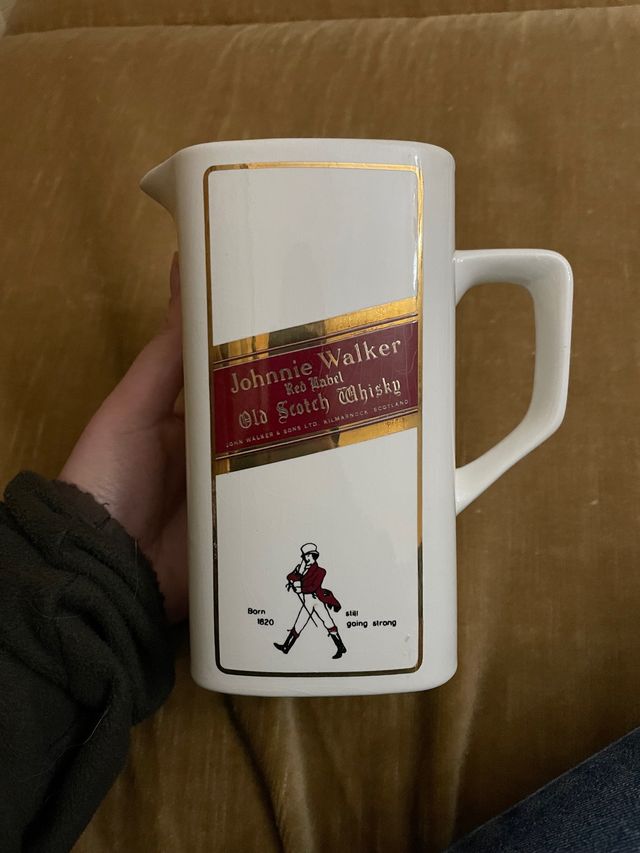 Johnnie Walker
Red Label
Old Scotch Whisky
JOHN WALKER & SONS LTD. KILMARNOCK, SCOTLAND
Born
1820
still
going strong